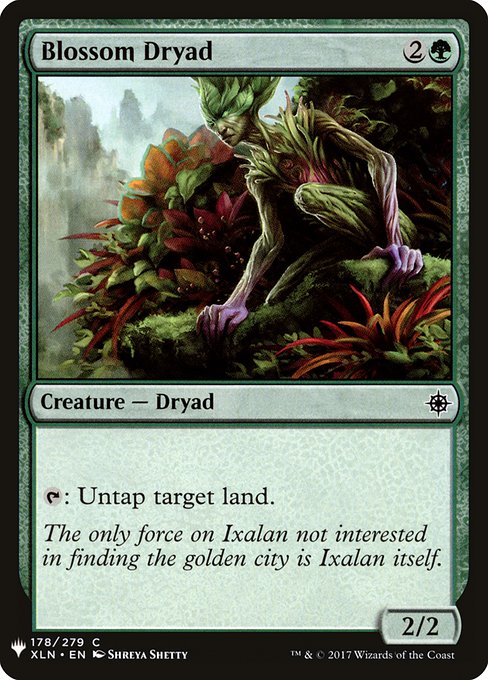 Blossom Dryad 2
Creature — Dryad
: Untap target land.
The only force on Ixalan not interested
in finding the golden city is Ixalan itself.
2/2
178/279 C
XLN • EN Shreya Shetty
™ & © 2017 Wizards of the Coast